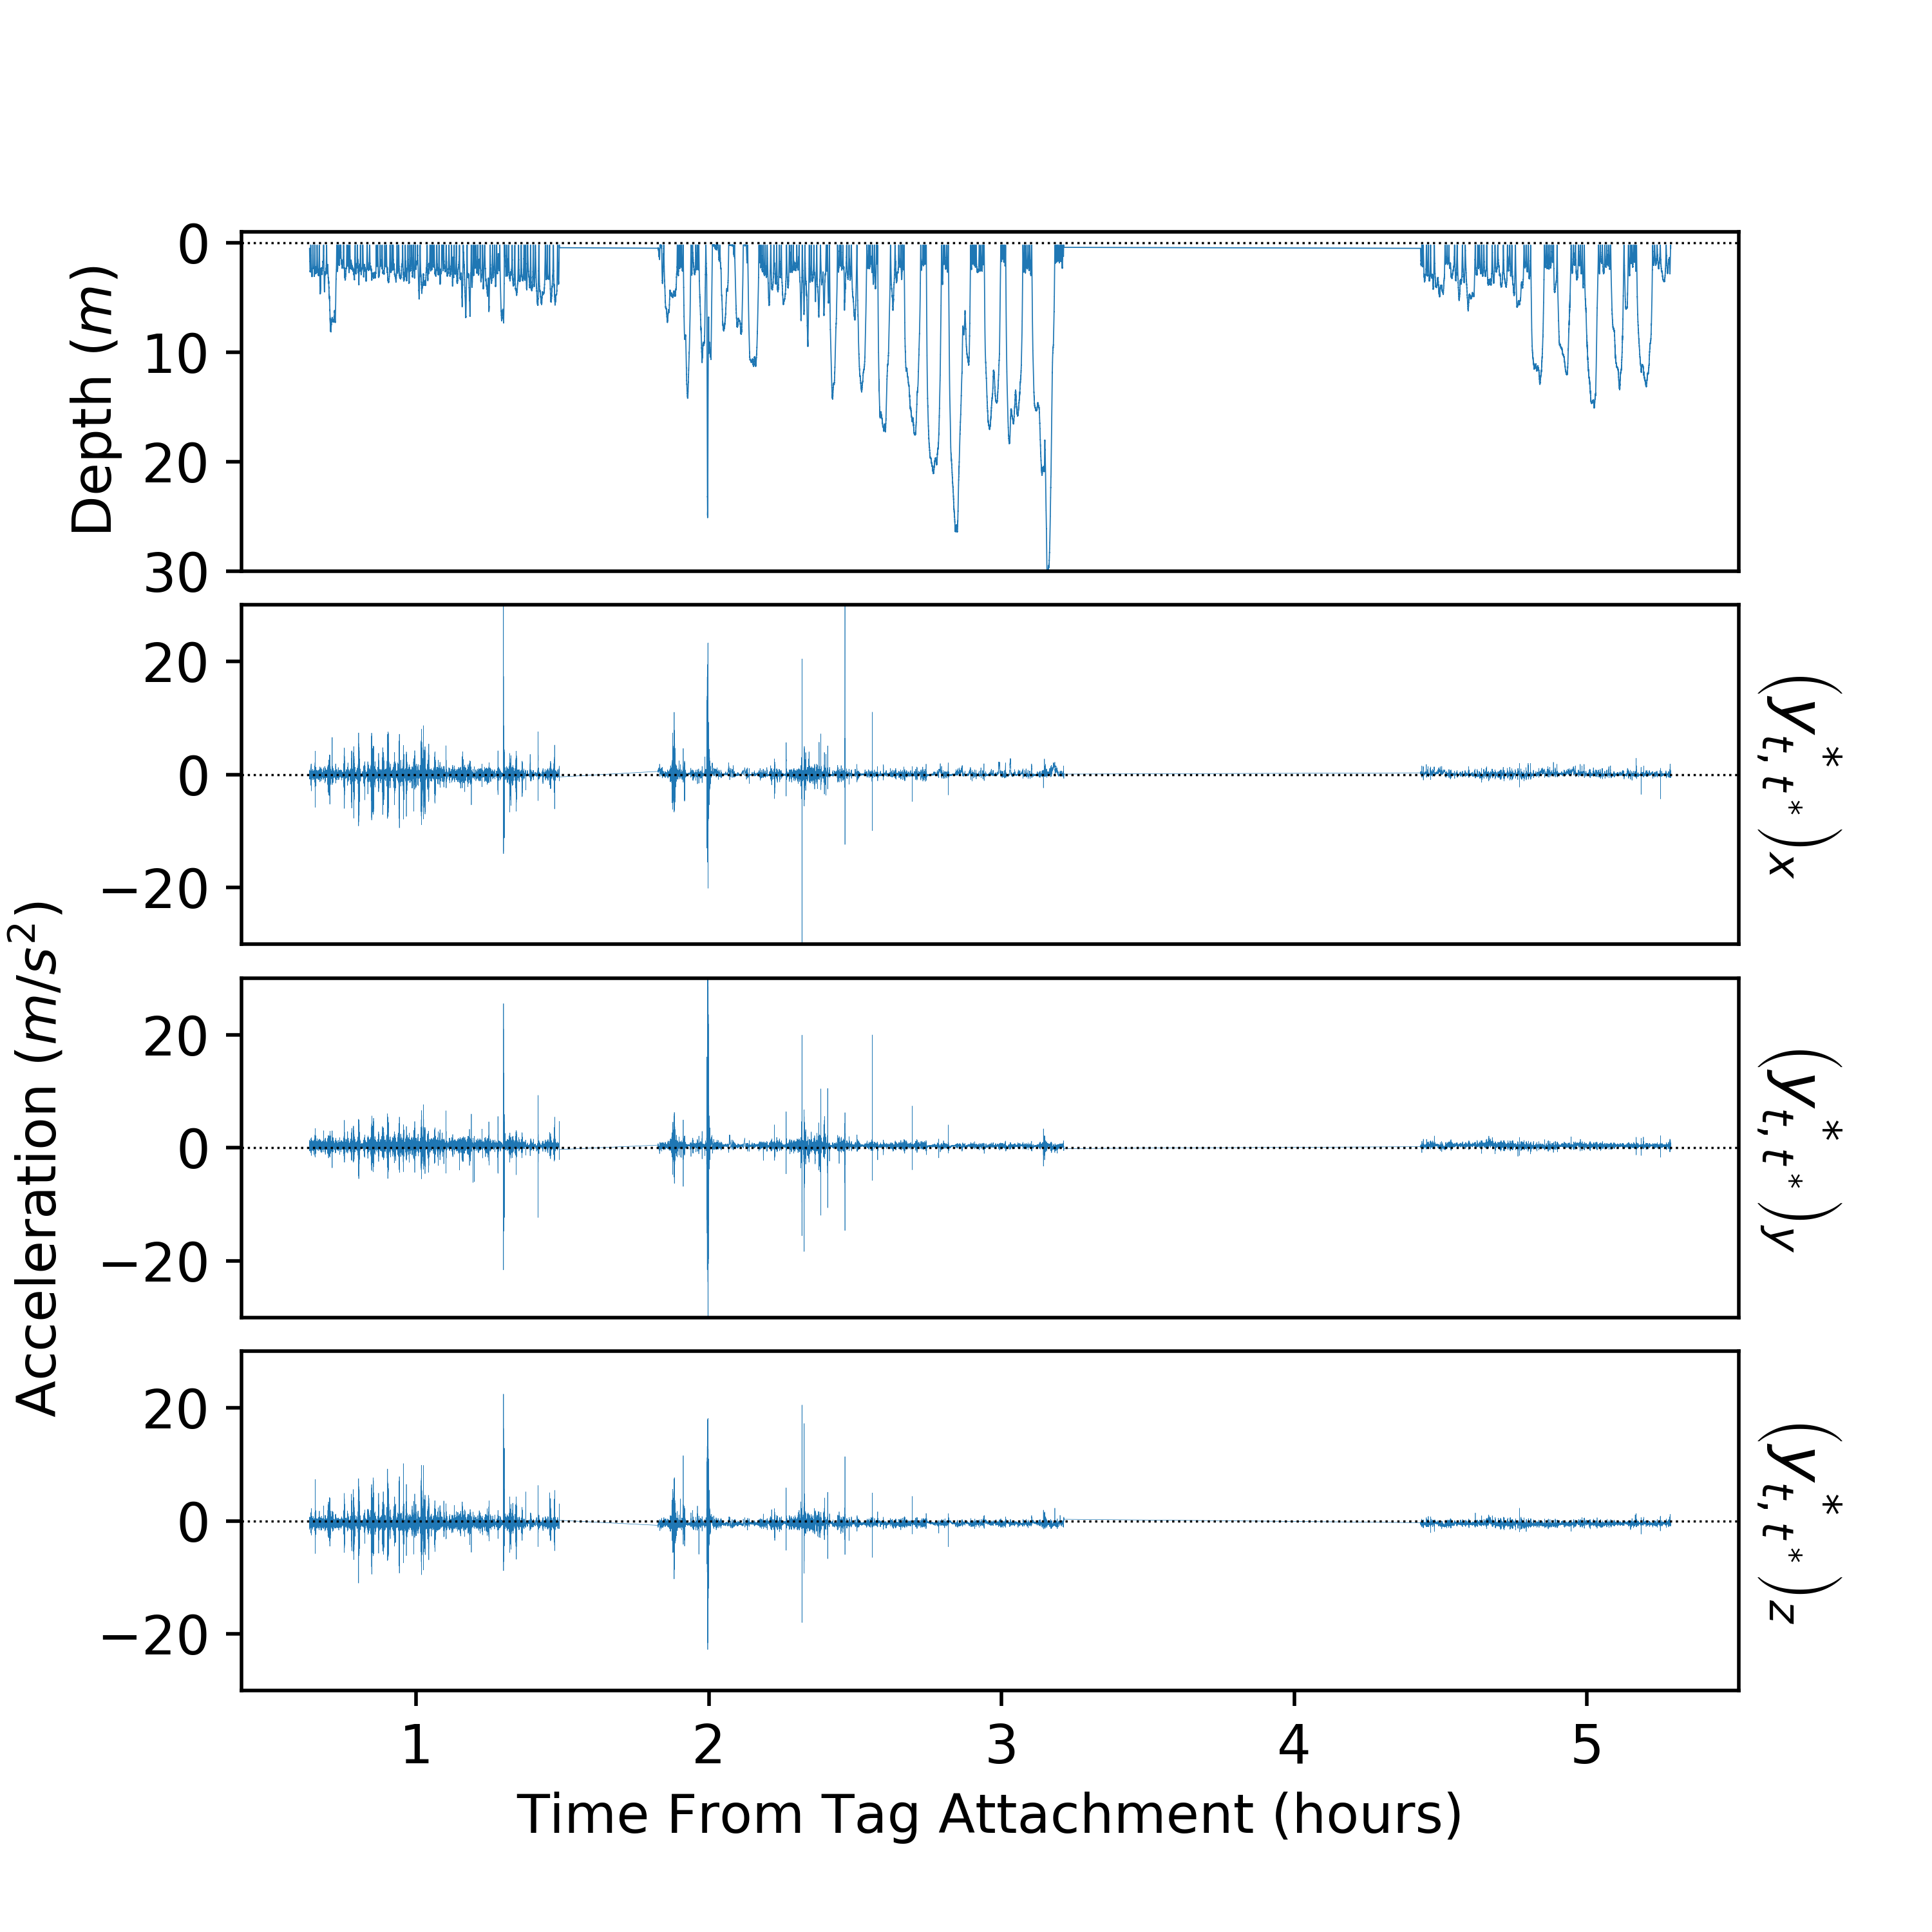 Depth (m)
0
10
20
30
Acceleration (m/s²)
20
0
−20
(y*ₜ,ₜ*)ₓ
20
0
−20
(y*ₜ,ₜ*)ᵧ
20
0
−20
(y*ₜ,ₜ*)_z
1 2 3 4 5
Time From Tag Attachment (hours)